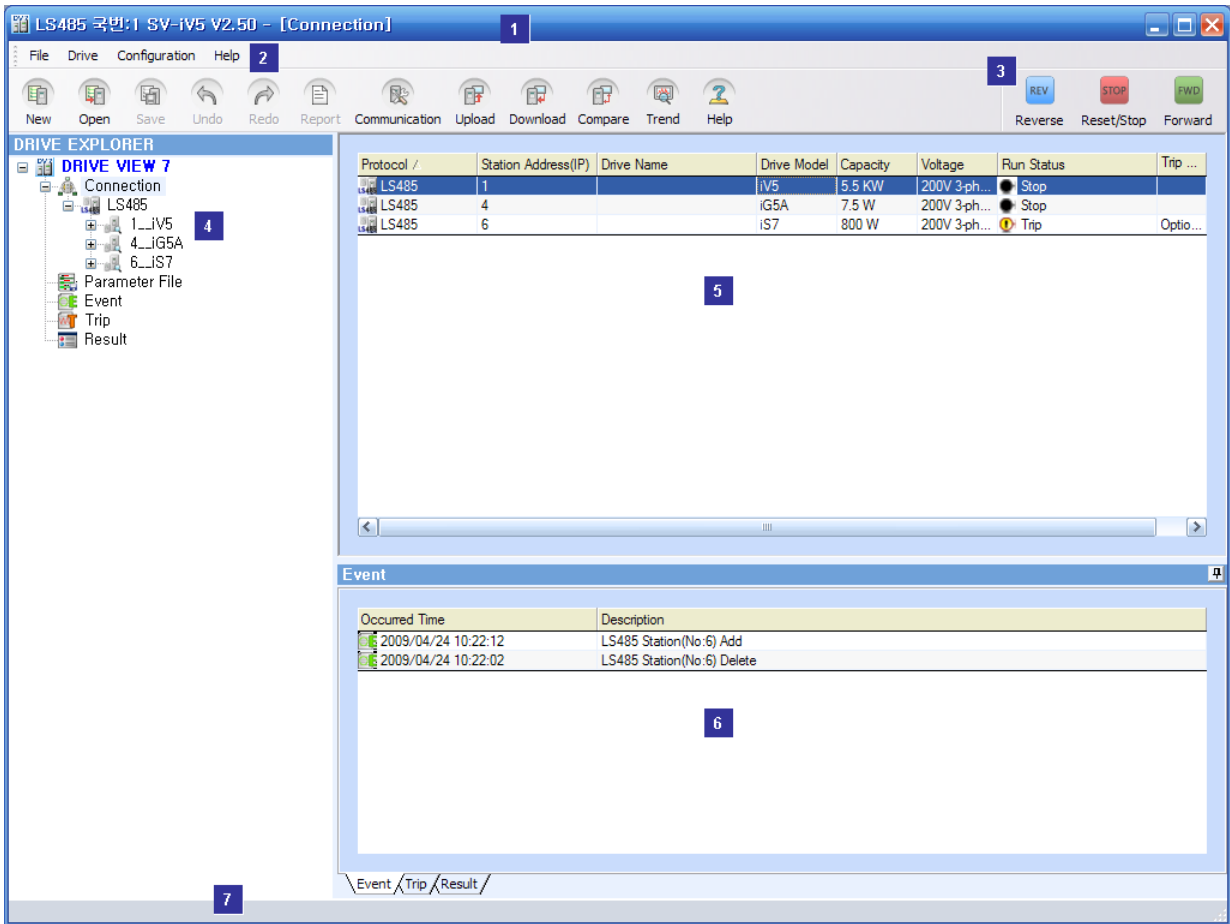 LS485 국번:1 SV-iV5 V2.50 - [Connection]
1
File Drive Configuration Help
2
3
REV STOP FWD
New Open Save Undo Redo Report Communication Upload Download Compare Trend Help Reverse Reset/Stop Forward
DRIVE EXPLORER
DRIVE VIEW 7
Connection
LS485
1__iV5
4__iG5A
6__iS7
Parameter File
Event
Trip
Result
4
Protocol Station Address(IP) Drive Name Drive Model Capacity Voltage Run Status Trip ...
LS485 1 iV5 5.5 KW 200V 3-ph... Stop
LS485 4 iG5A 7.5 W 200V 3-ph... Stop
LS485 6 iS7 800 W 200V 3-ph... Trip Optio...
5
Event
Occurred Time Description
2009/04/24 10:22:12 LS485 Station(No:6) Add
2009/04/24 10:22:02 LS485 Station(No:6) Delete
6
Event Trip Result
7